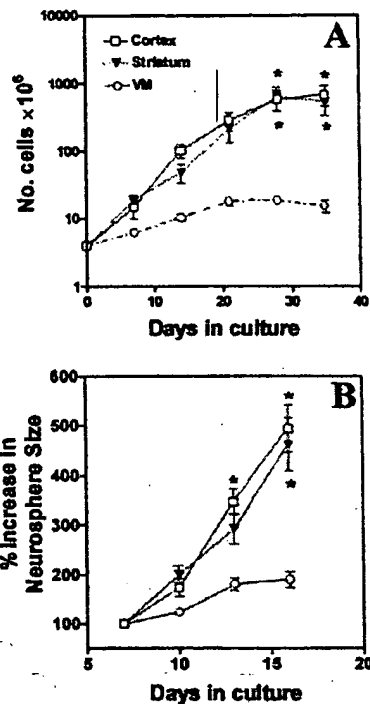 A
Cortex
Striatum
VM
No. cells ×10⁶
10000
1000
100
10
1
0 10 20 30 40
* *
* *
Days in culture
B
% Increase in
Neurosphere Size
600
500
400
300
200
100
5 10 15 20
*
* *
Days in culture